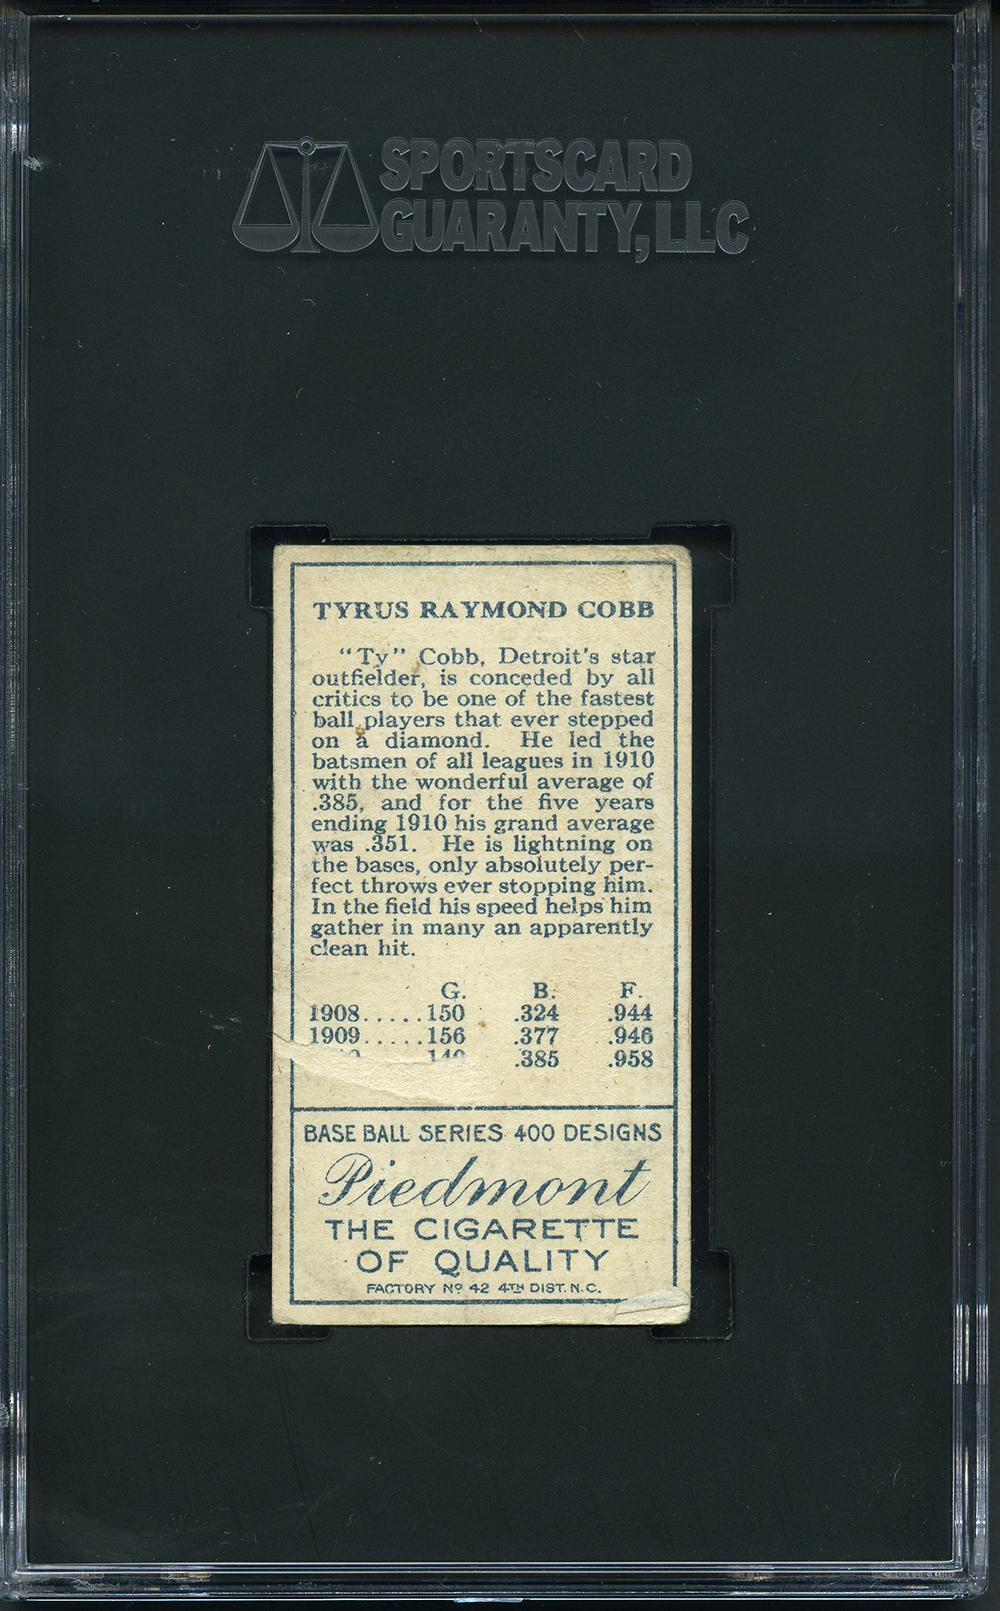 SPORTSCARD
GUARANTY, LLC
TYRUS RAYMOND COBB
"Ty" Cobb, Detroit's star
outfielder, is conceded by all
critics to be one of the fastest
ball players that ever stepped
on a diamond. He led the
batsmen of all leagues in 1910
with the wonderful average of
.385, and for the five years
ending 1910 his grand average
was .351. He is lightning on
the bases, only absolutely per-
fect throws ever stopping him.
In the field his speed helps him
gather in many an apparently
clean hit.
G. B. F.
1908.....150 .324 .944
1909.....156 .377 .946
.385 .958
BASE BALL SERIES 400 DESIGNS
Piedmont
THE CIGARETTE
OF QUALITY
FACTORY Nº 42 4TH DIST. N.C.